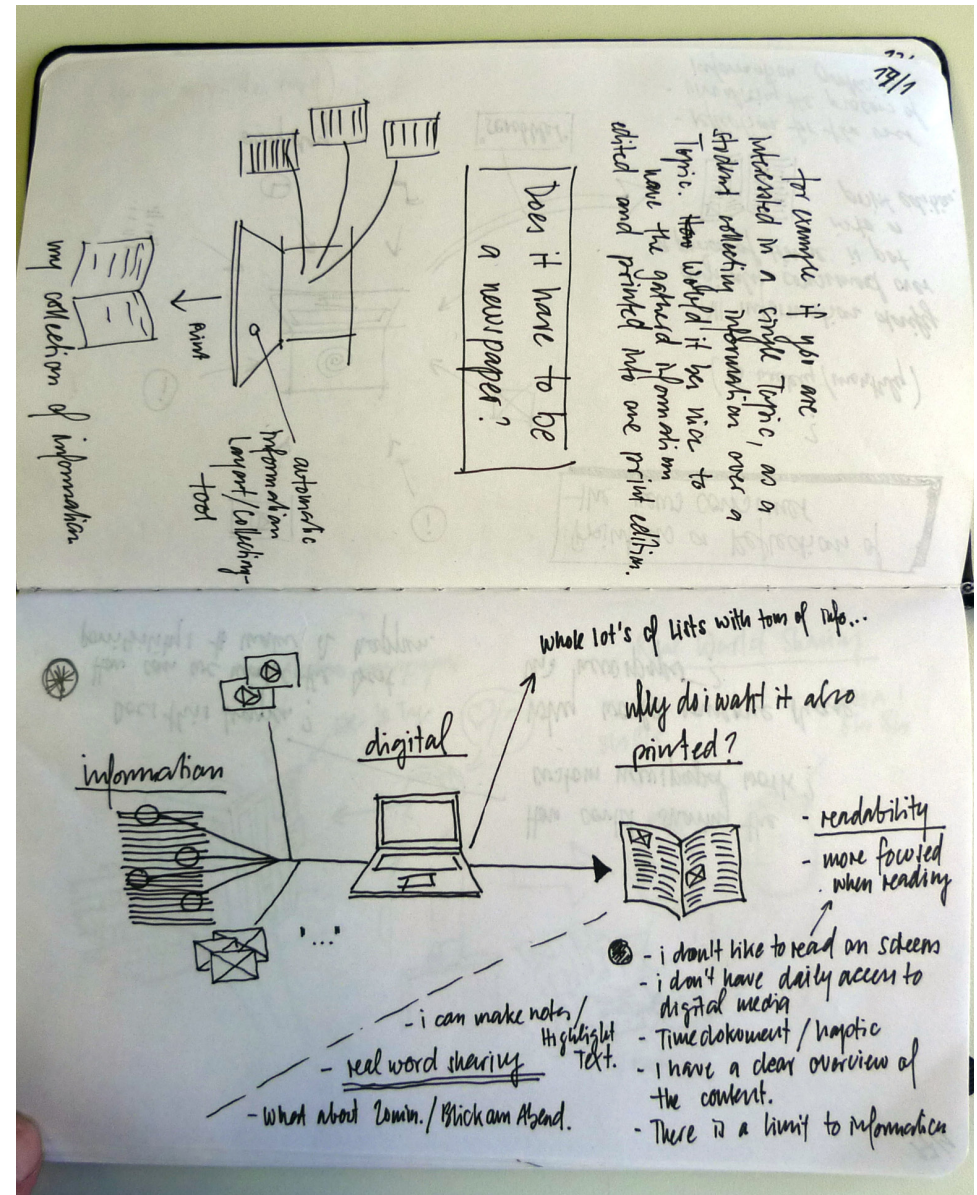 19/1
for example if you are
interested in a single Topic, as a
student collecting information over a
Topic. How Would it be nice to
have the gatherd information
edited and printed into one print edition.
Does it have to be
a newspaper?
automatic
information
Layout/collecting-
tool
Print
my collection of information
whole lot's of lists with tons of info...
why do i want it also
printed?
digital
information
"..."
- readability
- more focused
when reading
- i don't like to read on screens
- i don't have daily access to
digital media
- Timedokument / haptic
- I have a clear overview of
the content.
- There is a limit to information
- i can make notes /
Highlight
Text.
- real word sharing
- What about 20min. / Blick am Abend.